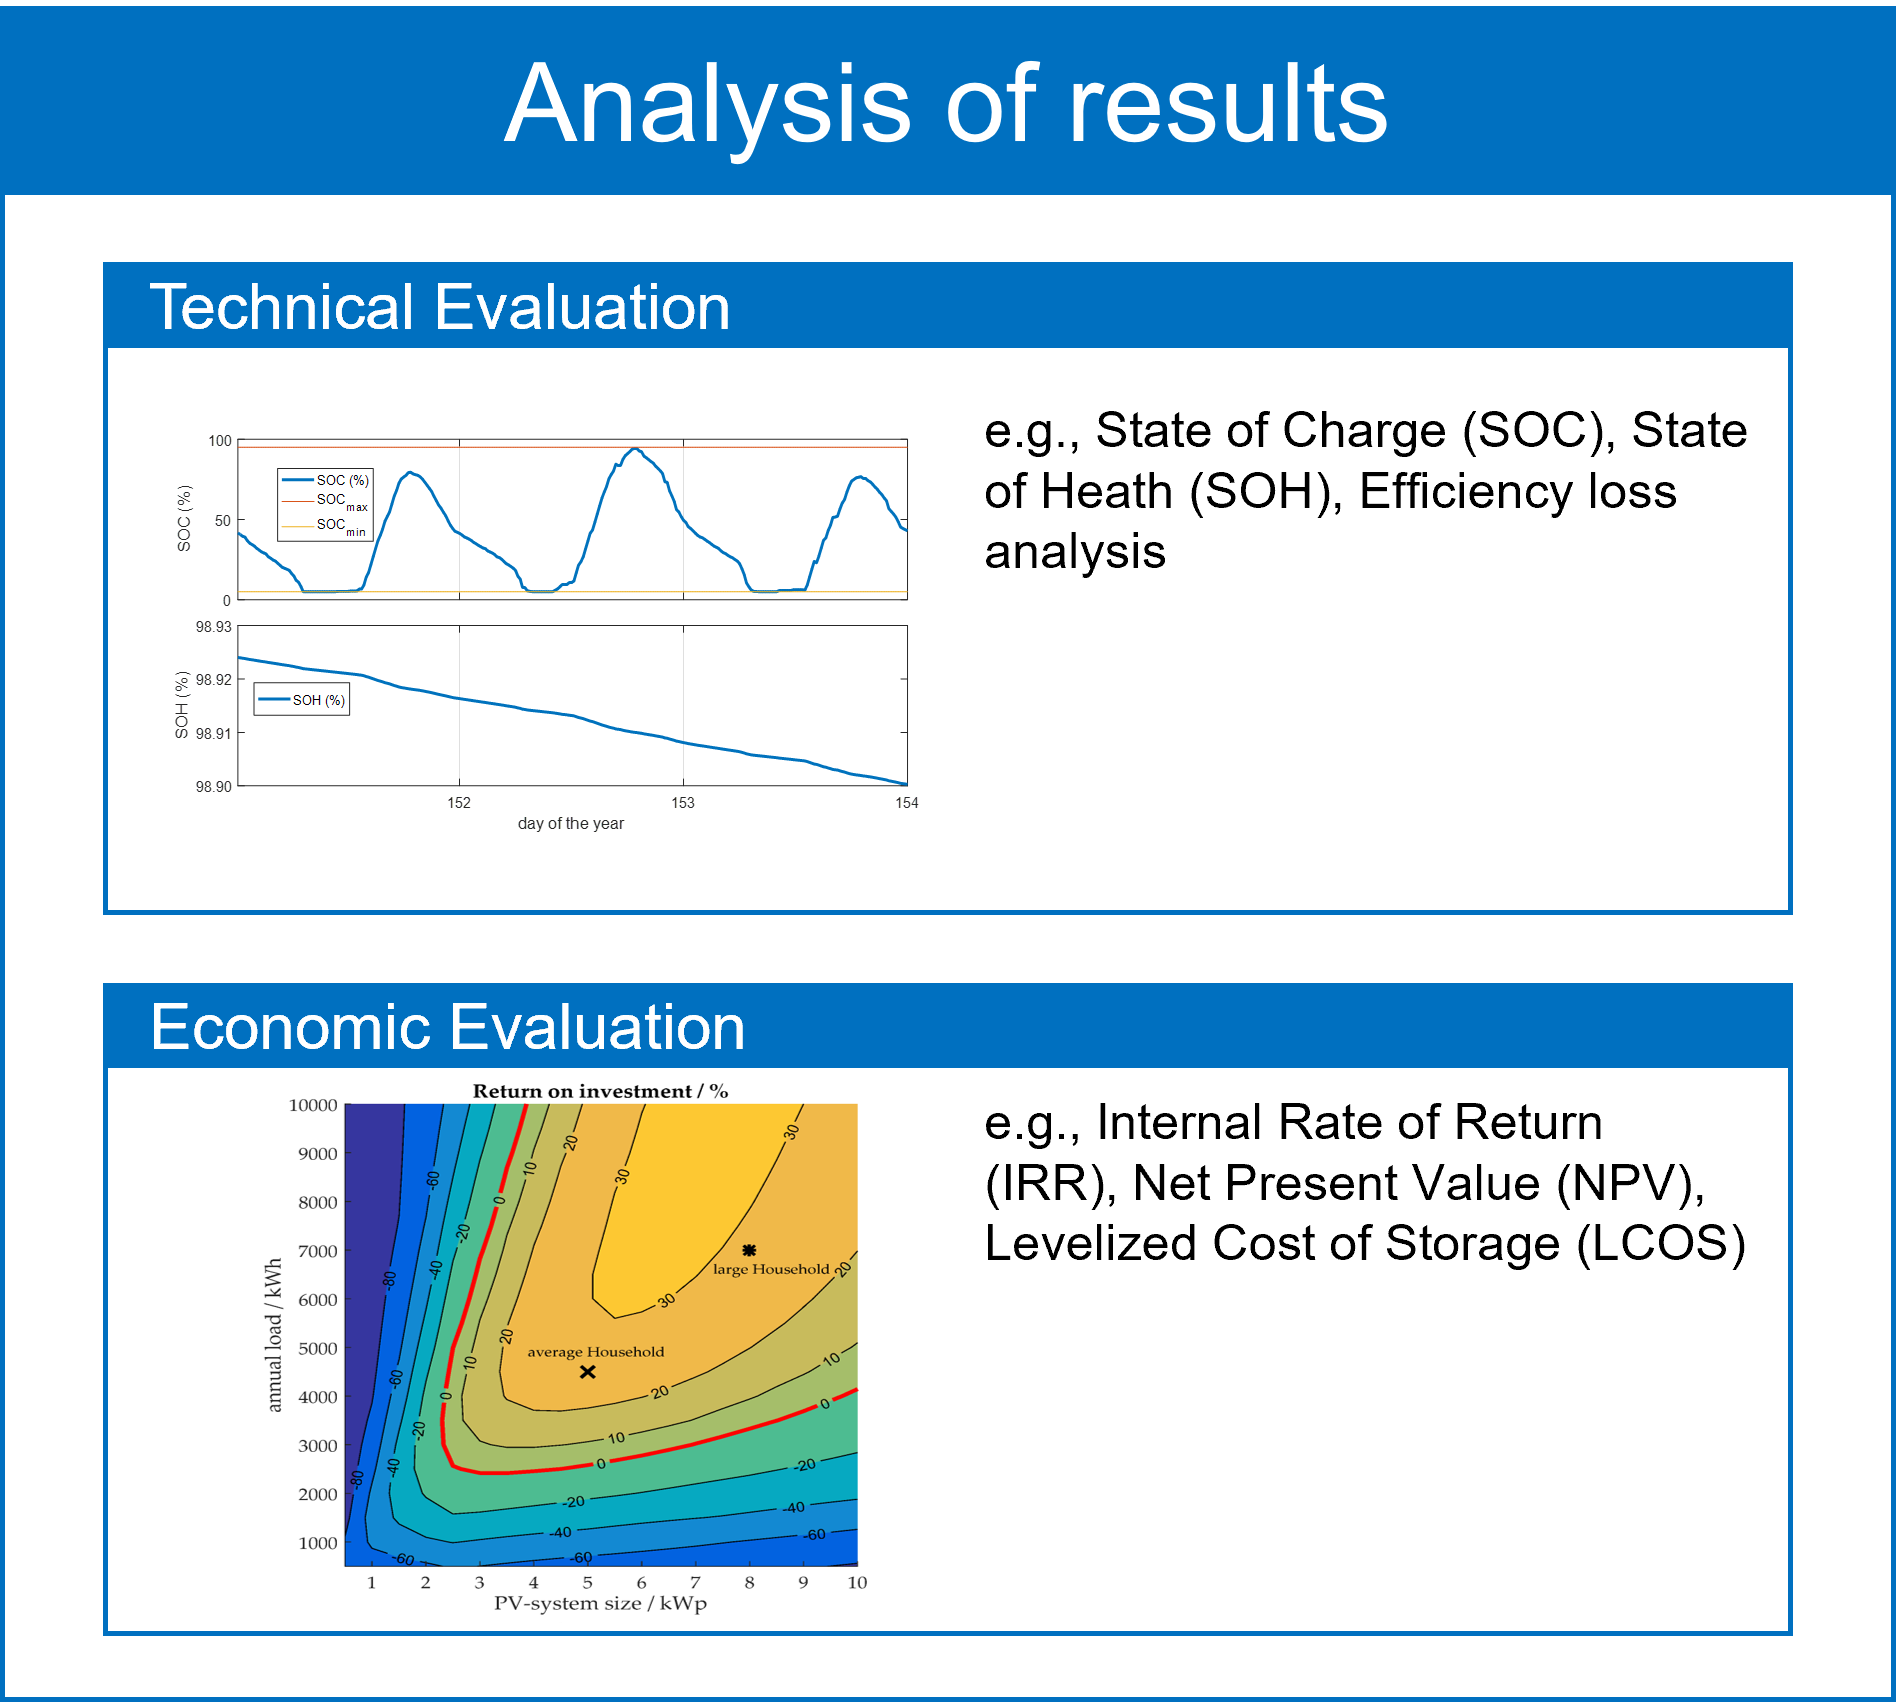 Analysis of results
Technical Evaluation
e.g., State of Charge (SOC), State
of Heath (SOH), Efficiency loss
analysis
100
50
0
SOC (%)
SOC (%)
SOC max
SOC min
98.93
98.92
98.91
98.90
SOH (%)
SOH (%)
152
153
154
day of the year
Economic Evaluation
e.g., Internal Rate of Return
(IRR), Net Present Value (NPV),
Levelized Cost of Storage (LCOS)
Return on investment / %
10000
9000
8000
7000
6000
5000
4000
3000
2000
1000
annual load / kWh
20
30
10
30
-60
0
-20
-40
-80
20
large Household
30
20
average Household
10
10
-60
0
20
0
-20
10
-40
0
-20
-80
-20
-40
-40
-60
-60
-60
1 2 3 4 5 6 7 8 9 10
PV-system size / kWp